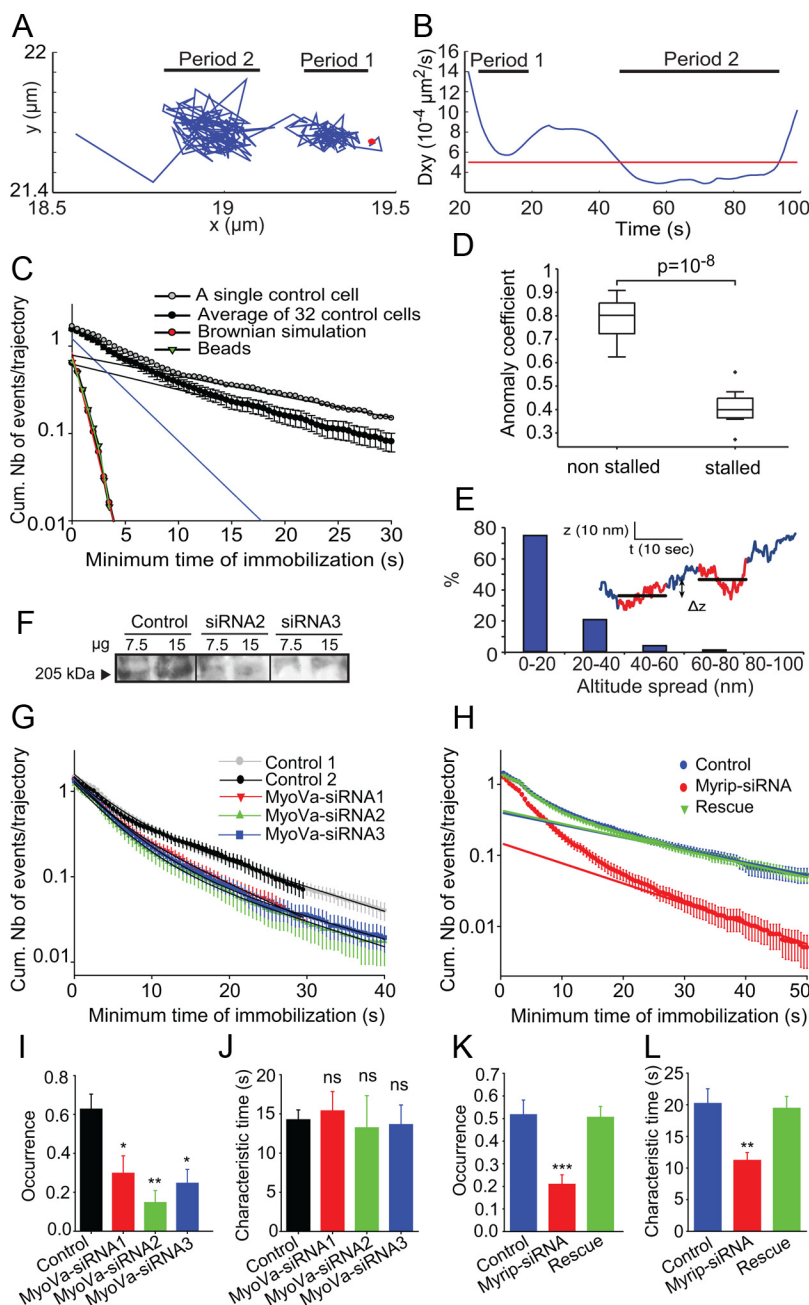 A
22
Period 2
Period 1
y (µm)
21.4
18.5
19
19.5
x (µm)
B
Dxy (10⁻⁴ µm²/s)
16
14
12
10
8
6
4
Period 1
Period 2
20
40
60
80
100
Time (s)
C
A single control cell
Average of 32 control cells
Brownian simulation
Beads
Cum. Nb of events/trajectory
1
0.1
0.01
0
5
10
15
20
25
30
Minimum time of immobilization (s)
D
p=10⁻⁸
Anomaly coefficient
1
0.9
0.8
0.6
0.5
0.4
0.3
non stalled
stalled
E
%
80
60
40
20
0
z (10 nm)
t (10 sec)
Δz
0-20
20-40
40-60
60-80
80-100
Altitude spread (nm)
F
Control
siRNA2
siRNA3
µg
7.5
15
7.5
15
7.5
15
205 kDa
G
Control 1
Control 2
MyoVa-siRNA1
MyoVa-siRNA2
MyoVa-siRNA3
Cum. Nb of events/trajectory
1
0.1
0.01
0
10
20
30
40
Minimum time of immobilization (s)
H
Control
Myrip-siRNA
Rescue
Cum. Nb of events/trajectory
1
0.1
0.01
0
10
20
30
40
50
Minimum time of immobilization (s)
I
Occurrence
0.8
0.6
0.4
0.2
0.0
*
**
*
Control
MyoVa-siRNA1
MyoVa-siRNA2
MyoVa-siRNA3
J
Characteristic time (s)
20
15
10
5
0
ns
ns
ns
Control
MyoVa-siRNA1
MyoVa-siRNA2
MyoVa-siRNA3
K
Occurrence
0.7
0.6
0.5
0.4
0.3
0.2
0.1
0.0
***
Control
Myrip-siRNA
Rescue
L
Characteristic time (s)
25
20
15
10
5
0
**
Control
Myrip-siRNA
Rescue